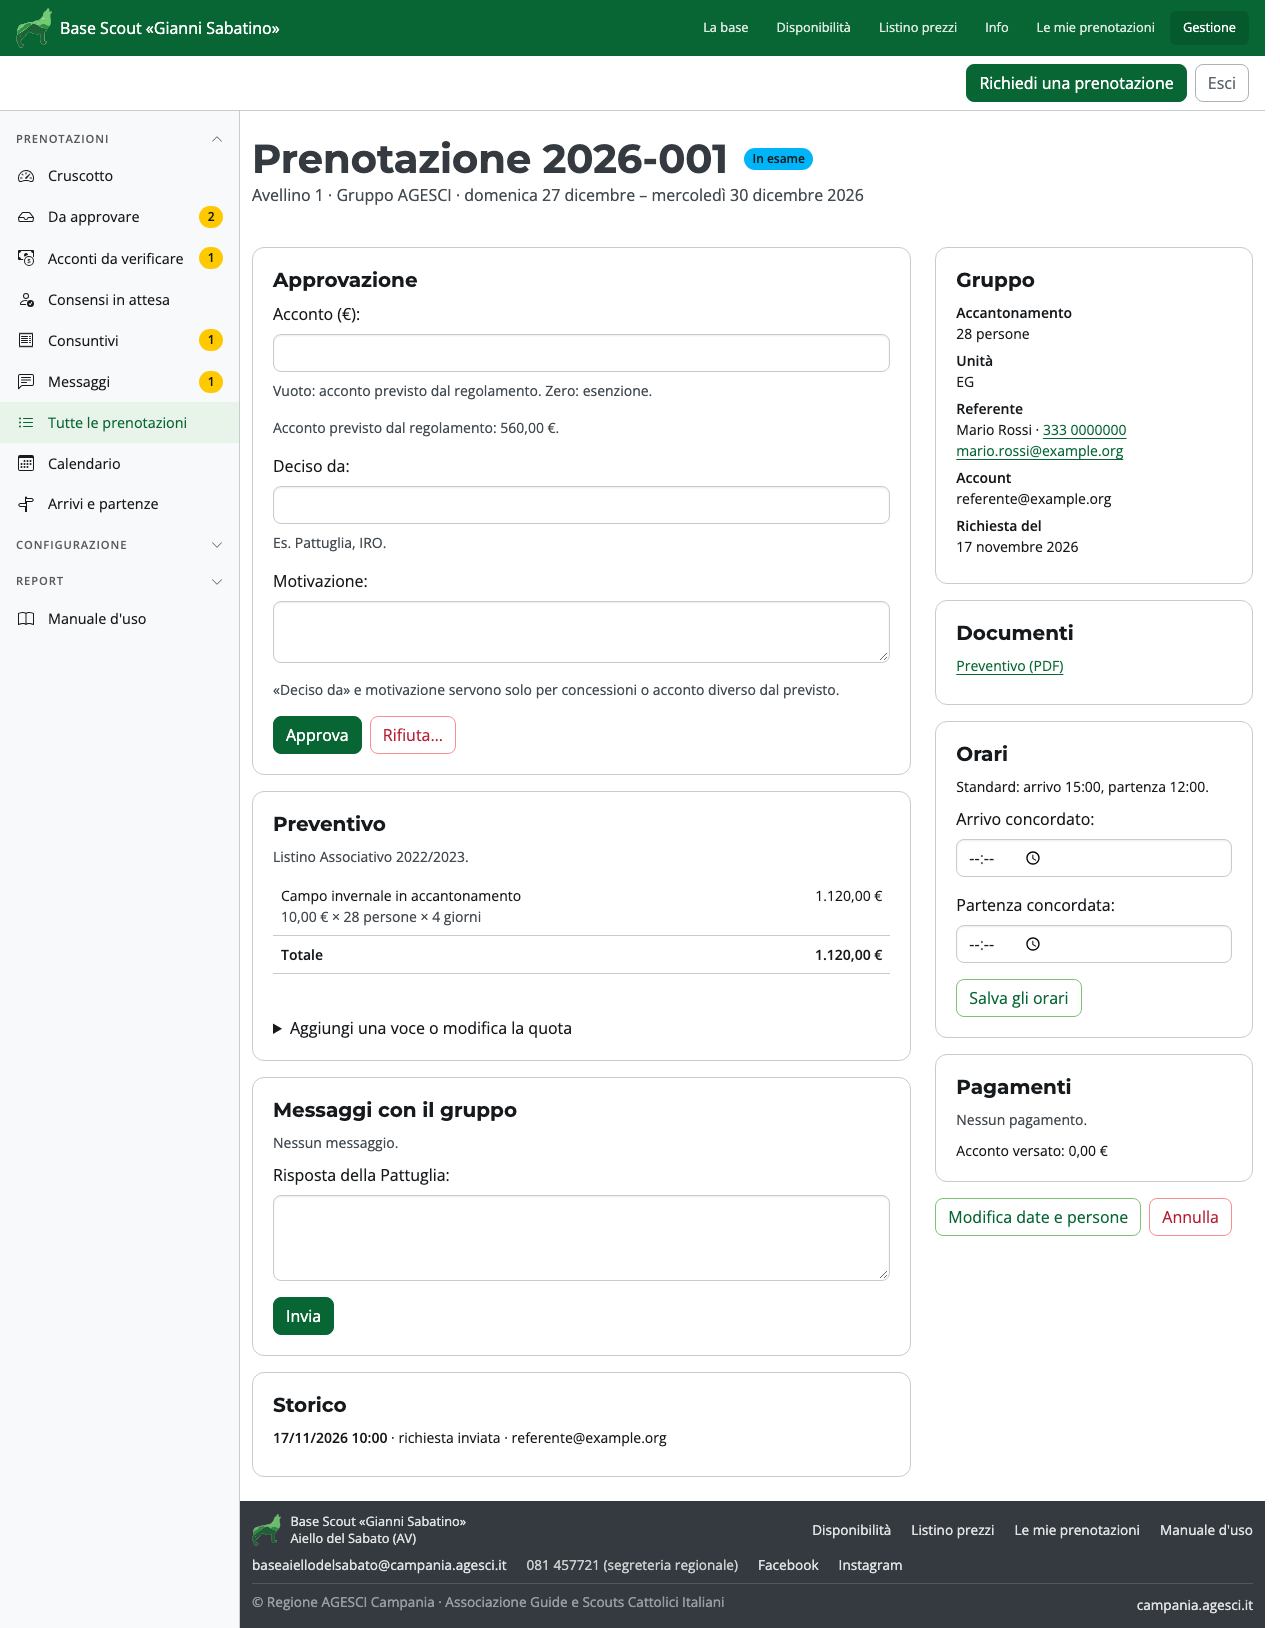 Base Scout «Gianni Sabatino»
La base
Disponibilità
Listino prezzi
Info
Le mie prenotazioni
Gestione
Richiedi una prenotazione
Esci
PRENOTAZIONI
Cruscotto
Da approvare 2
Acconti da verificare 1
Consensi in attesa
Consuntivi 1
Messaggi 1
Tutte le prenotazioni
Calendario
Arrivi e partenze
CONFIGURAZIONE
REPORT
Manuale d'uso
Prenotazione 2026-001 In esame
Avellino 1 · Gruppo AGESCI · domenica 27 dicembre – mercoledì 30 dicembre 2026
Approvazione
Acconto (€):
Vuoto: acconto previsto dal regolamento. Zero: esenzione.
Acconto previsto dal regolamento: 560,00 €.
Deciso da:
Es. Pattuglia, IRO.
Motivazione:
«Deciso da» e motivazione servono solo per concessioni o acconto diverso dal previsto.
Approva
Rifiuta...
Preventivo
Listino Associativo 2022/2023.
Campo invernale in accantonamento 1.120,00 €
10,00 € × 28 persone × 4 giorni
Totale 1.120,00 €
Aggiungi una voce o modifica la quota
Messaggi con il gruppo
Nessun messaggio.
Risposta della Pattuglia:
Invia
Storico
17/11/2026 10:00 · richiesta inviata · referente@example.org
Gruppo
Accantonamento
28 persone
Unità
EG
Referente
Mario Rossi · 333 0000000
mario.rossi@example.org
Account
referente@example.org
Richiesta del
17 novembre 2026
Documenti
Preventivo (PDF)
Orari
Standard: arrivo 15:00, partenza 12:00.
Arrivo concordato:
--:--
Partenza concordata:
--:--
Salva gli orari
Pagamenti
Nessun pagamento.
Acconto versato: 0,00 €
Modifica date e persone
Annulla
Base Scout «Gianni Sabatino»
Aiello del Sabato (AV)
Disponibilità
Listino prezzi
Le mie prenotazioni
Manuale d'uso
baseaiellodelsabato@campania.agesci.it
081 457721 (segreteria regionale)
Facebook
Instagram
© Regione AGESCI Campania · Associazione Guide e Scouts Cattolici Italiani
campania.agesci.it